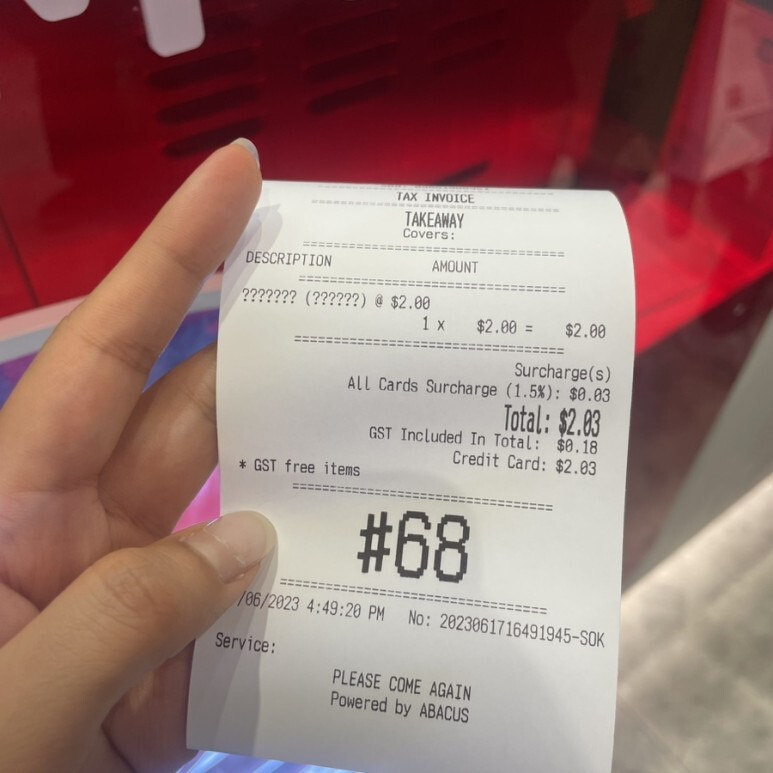 TAX INVOICE
TAKEAWAY
Covers:
DESCRIPTION AMOUNT
??????? (??????) @ $2.00
1 x $2.00 = $2.00
Surcharge(s)
All Cards Surcharge (1.5%): $0.03
Total: $2.03
GST Included In Total: $0.18
Credit Card: $2.03
* GST free items
#68
/06/2023 4:49:20 PM No: 2023061716491945-SOK
Service:
PLEASE COME AGAIN
Powered by ABACUS